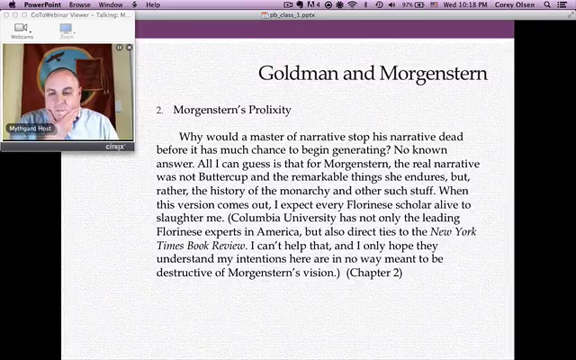 PowerPoint Browse Window Help
4
97%
Wed 10:18 PM Carey Olsen
pb_class_1.pptx
GoToWebinar Viewer - Talking: M...
Webcams
Mythgard Host
citrix
Goldman and Morgenstern
2. Morgenstern's Prolixity
Why would a master of narrative stop his narrative dead
before it has much chance to begin generating? No known
answer. All I can guess is that for Morgenstern, the real narrative
was not Buttercup and the remarkable things she endures, but,
rather, the history of the monarchy and other such stuff. When
this version comes out, I expect every Florinese scholar alive to
slaughter me. (Columbia University has not only the leading
Florinese experts in America, but also direct ties to the New York
Times Book Review. I can't help that, and I only hope they
understand my intentions here are in no way meant to be
destructive of Morgenstern's vision.) (Chapter 2)